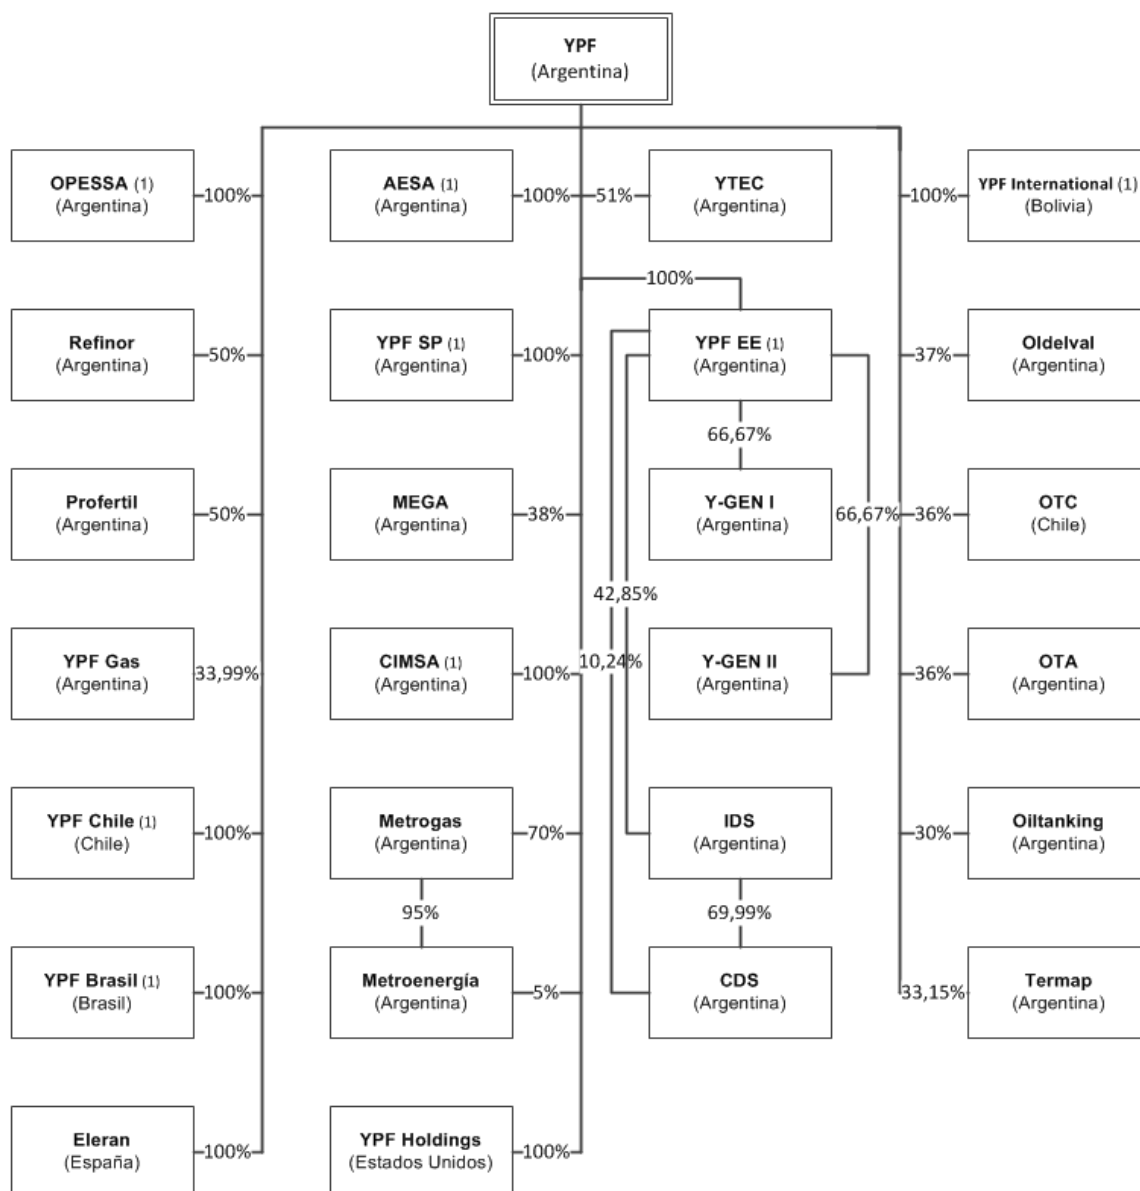 YPF
(Argentina)
OPESSA (1)
(Argentina)
100%
AESA (1)
(Argentina)
100%
51%
YTEC
(Argentina)
100%
YPF International (1)
(Bolivia)
100%
Refinor
(Argentina)
50%
YPF SP (1)
(Argentina)
100%
YPF EE (1)
(Argentina)
37%
Oldelval
(Argentina)
66,67%
Profertil
(Argentina)
50%
MEGA
(Argentina)
38%
Y-GEN I
(Argentina)
66,67%
36%
OTC
(Chile)
42,85%
YPF Gas
(Argentina)
33,99%
CIMSA (1)
(Argentina)
100%
10,24%
Y-GEN II
(Argentina)
36%
OTA
(Argentina)
YPF Chile (1)
(Chile)
100%
Metrogas
(Argentina)
70%
IDS
(Argentina)
30%
Oiltanking
(Argentina)
95%
69,99%
YPF Brasil (1)
(Brasil)
100%
Metroenergía
(Argentina)
5%
CDS
(Argentina)
33,15%
Termap
(Argentina)
Eleran
(España)
100%
YPF Holdings
(Estados Unidos)
100%